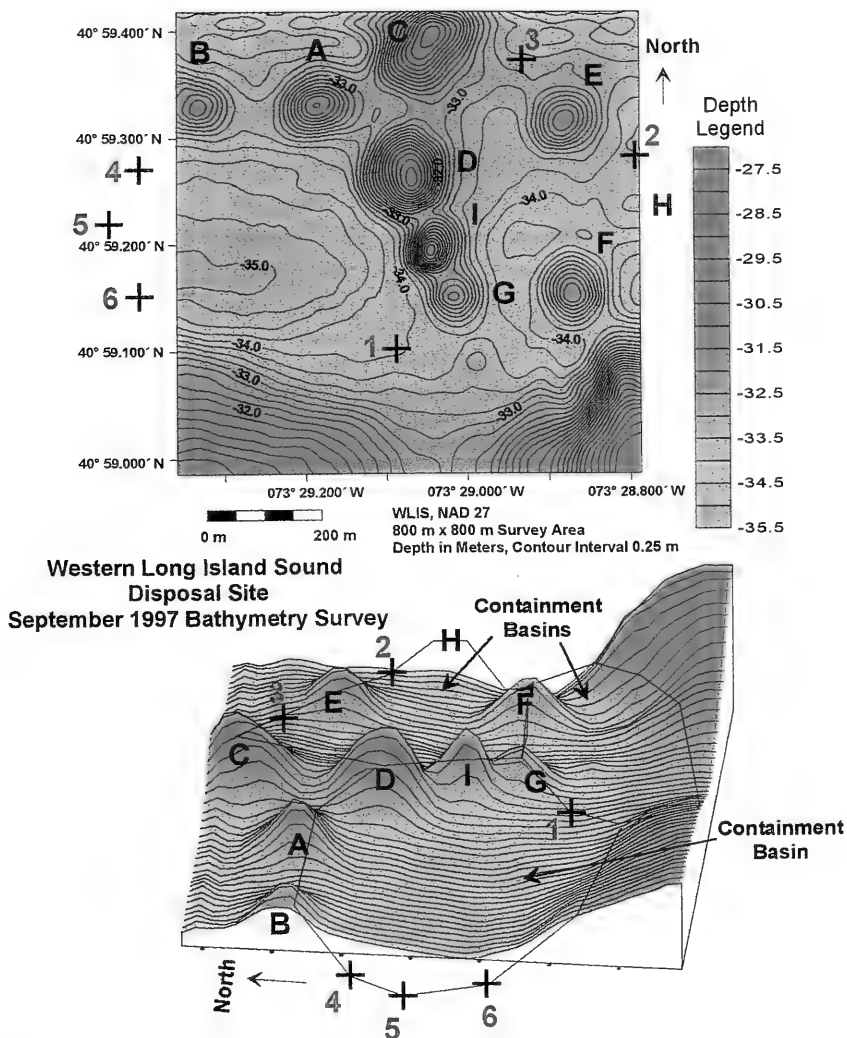 40° 59.400´ N
40° 59.300´ N
40° 59.200´ N
40° 59.100´ N
40° 59.000´ N
B
A
C
3
North
E
2
4
D
H
5
I
F
6
G
1
-33.0
-33.0
-32.0
-34.0
-33.0
-35.0
-34.0
-34.0
-34.0
-33.0
-32.0
-33.0
073° 29.200´ W
073° 29.000´ W
073° 28.800´ W
Depth
Legend
-27.5
-28.5
-29.5
-30.5
-31.5
-32.5
-33.5
-34.5
-35.5
0 m
200 m
WLIS, NAD 27
800 m x 800 m Survey Area
Depth in Meters, Contour Interval 0.25 m
Western Long Island Sound
Disposal Site
September 1997 Bathymetry Survey
Containment
Basins
H
2
E
3
F
C
D
I
G
1
Containment
Basin
A
B
North
4
5
6